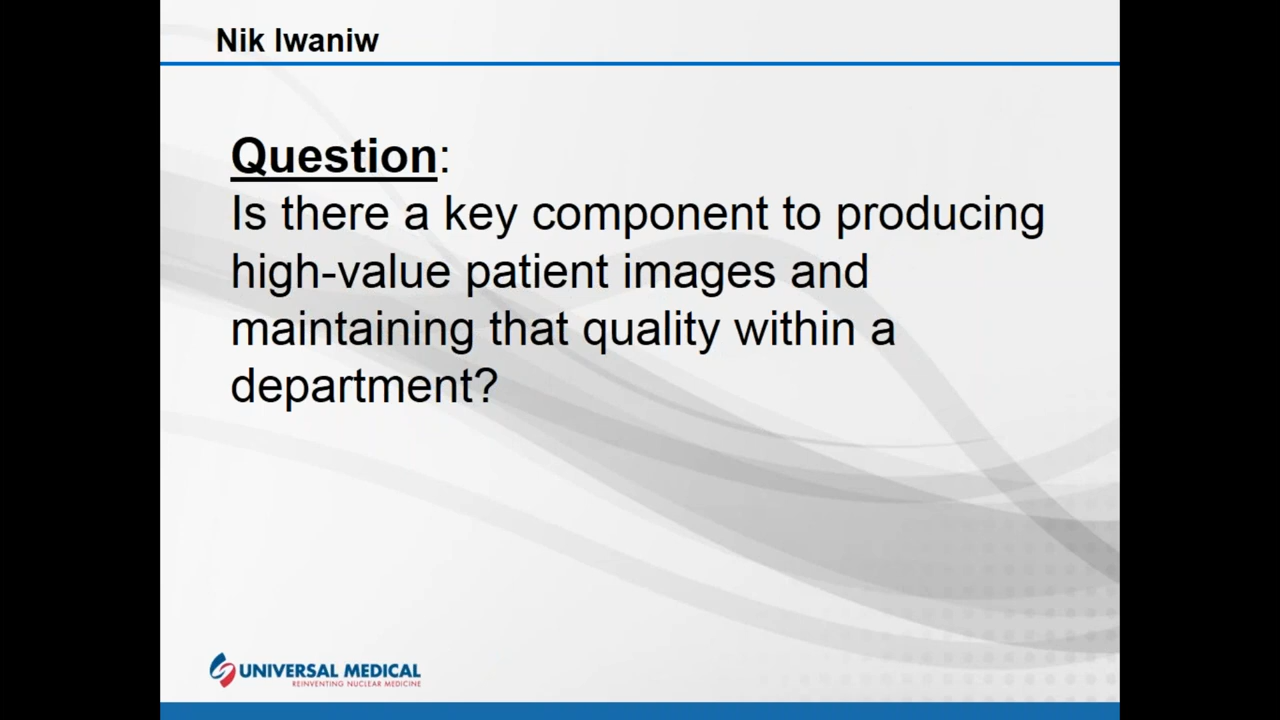 Nik Iwaniw
Question:
Is there a key component to producing
high-value patient images and
maintaining that quality within a
department?
UNIVERSAL MEDICAL
REINVENTING NUCLEAR MEDICINE